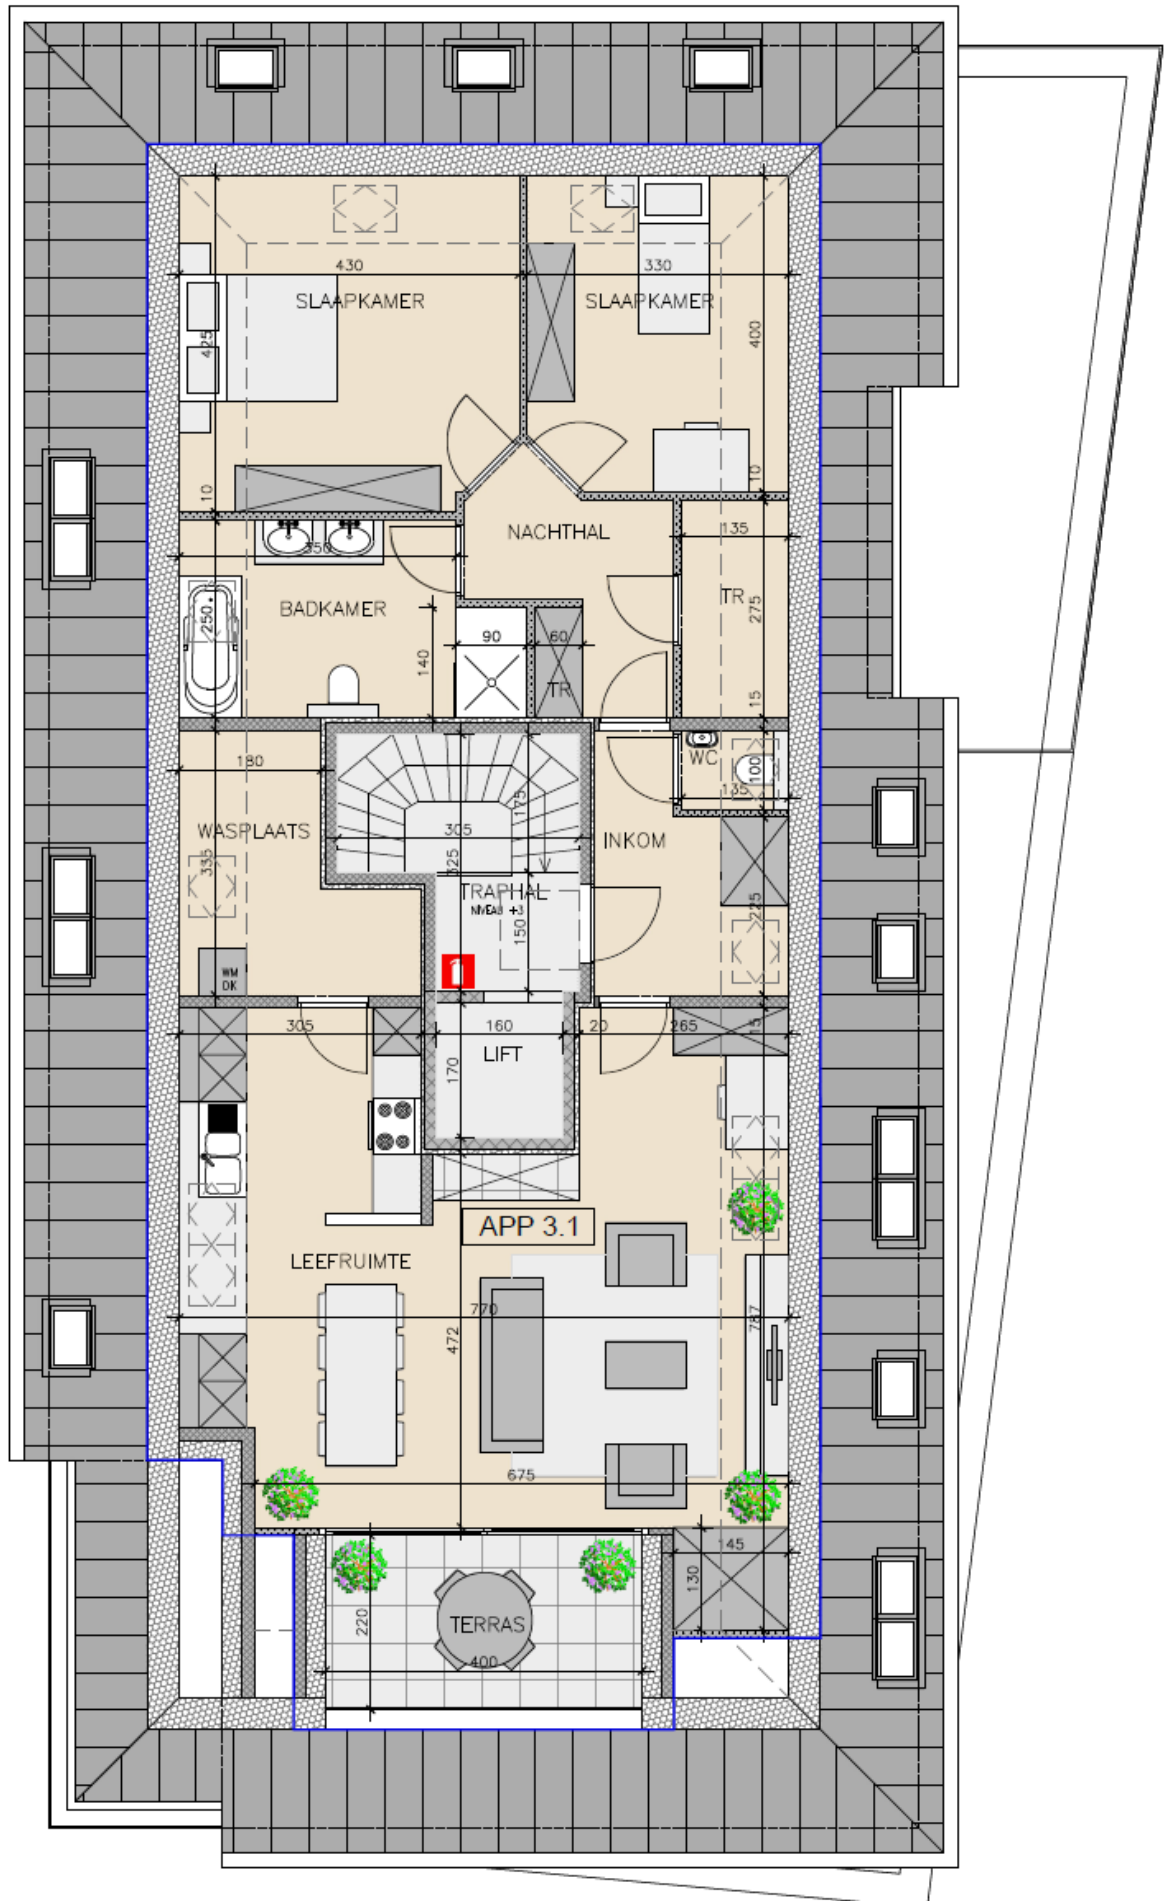 430
330
SLAAPKAMER
SLAAPKAMER
425
400
10
10
NACHTHAL
135
350
BADKAMER
TR
250
275
90
60
140
TR
15
WC
100
135
180
175
305
WASPLAATS
INKOM
335
325
TRAPHAL
NIVEAU +3
225
150
WM
DK
305
160
20
265
15
LIFT
170
APP 3.1
LEEFRUIMTE
770
787
472
675
145
130
220
TERRAS
400